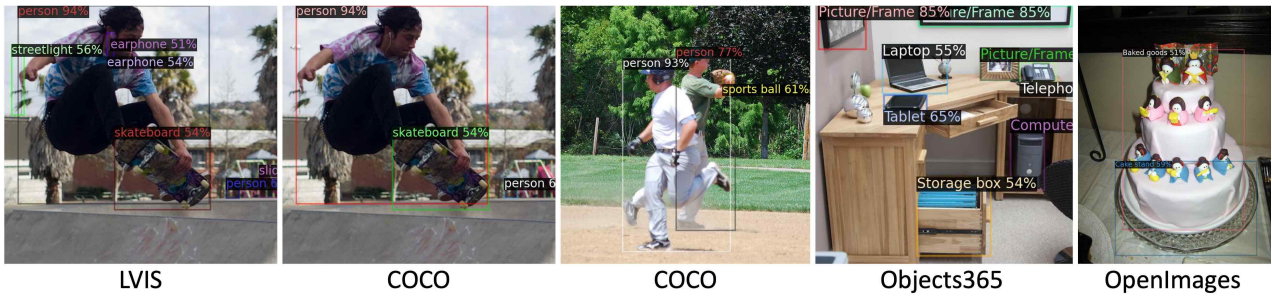 person 94%
streetlight 56%
earphone 51%
earphone 54%
skateboard 54%
slid
person 6
LVIS
person 94%
skateboard 54%
person 6
COCO
person 77%
person 93%
sports ball 61%
COCO
Picture/Frame 85%
re/Frame 85%
Laptop 55%
Picture/Frame
Telepho
Tablet 65%
Compute
Storage box 54%
Objects365
Baked goods 51%
Cake stand 59%
OpenImages